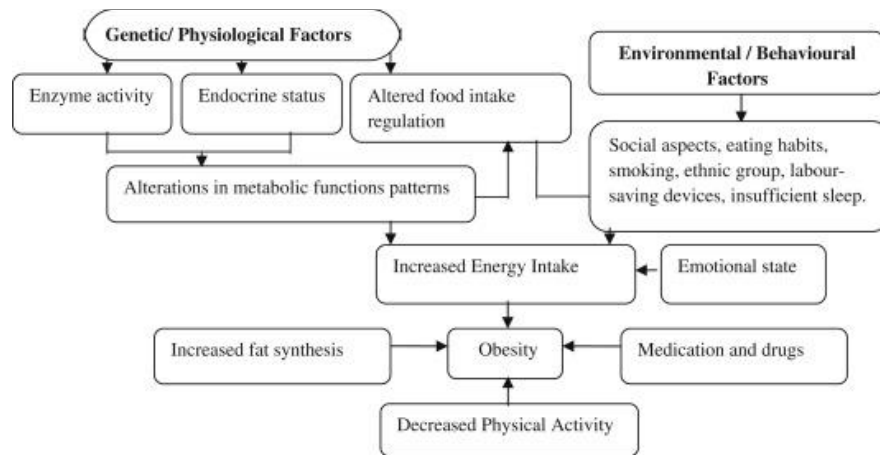 Genetic/ Physiological Factors
Environmental / Behavioural
Factors
Enzyme activity
Endocrine status
Altered food intake
regulation
Social aspects, eating habits,
smoking, ethnic group, labour-
saving devices, insufficient sleep.
Alterations in metabolic functions patterns
Increased Energy Intake
Emotional state
Increased fat synthesis
Obesity
Medication and drugs
Decreased Physical Activity